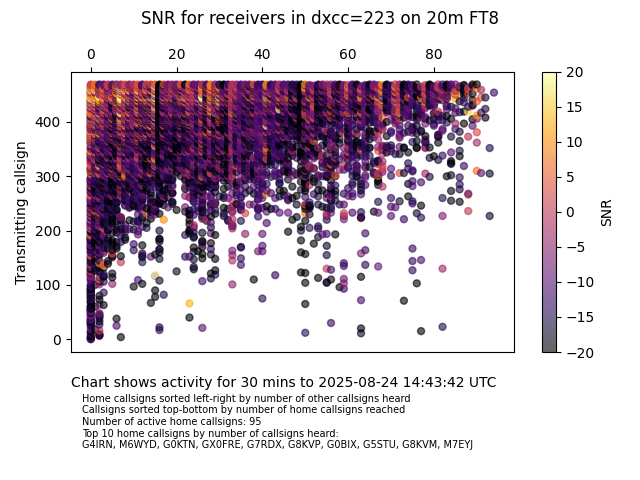 SNR for receivers in dxcc=223 on 20m FT8
0 20 40 60 80
Transmitting callsign
400
300
200
100
0
20
15
10
5
0
−5
−10
−15
−20
SNR
Chart shows activity for 30 mins to 2025-08-24 14:43:42 UTC
Home callsigns sorted left-right by number of other callsigns heard
Callsigns sorted top-bottom by number of home callsigns reached
Number of active home callsigns: 95
Top 10 home callsigns by number of callsigns heard:
G4IRN, M6WYD, G0KTN, GX0FRE, G7RDX, G8KVP, G0BIX, G5STU, G8KVM, M7EYJ